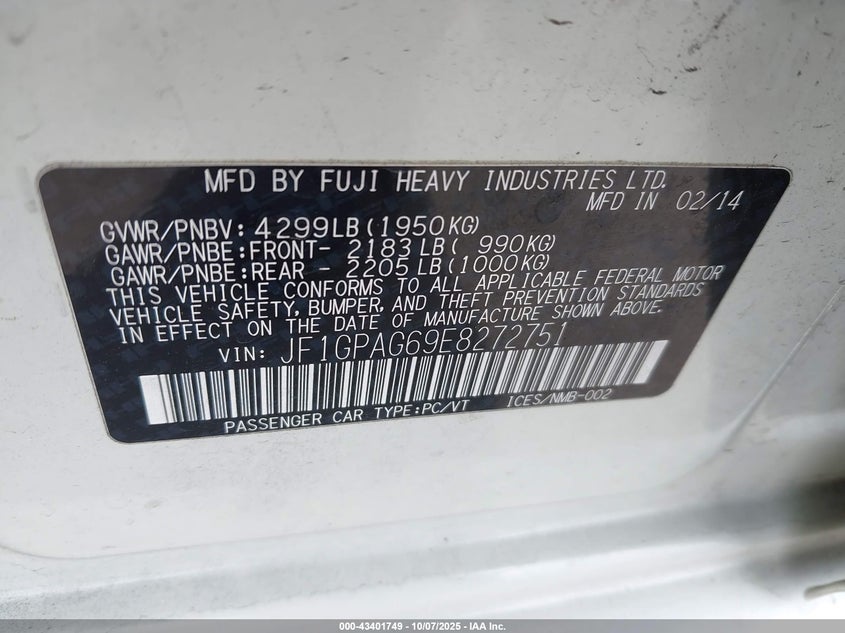 MFD BY FUJI HEAVY INDUSTRIES LTD.
MFD IN 02/14
GVWR/PNBV: 4299LB(1950KG)
GAWR/PNBE:FRONT- 2183LB( 990KG)
GAWR/PNBE:REAR - 2205LB(1000KG)
THIS VEHICLE CONFORMS TO ALL APPLICABLE FEDERAL MOTOR
VEHICLE SAFETY, BUMPER, AND THEFT PREVENTION STANDARDS
IN EFFECT ON THE DATE OF MANUFACTURE SHOWN ABOVE.
VIN: JF1GPAG69E8272751
PASSENGER CAR TYPE:PC/VT ICES/NMB-002
000-43401749 - 10/07/2025 - IAA Inc.